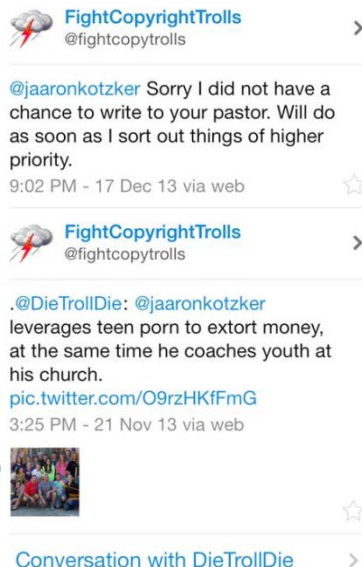 FightCopyrightTrolls
@fightcopytrolls
@jaaronkotzker Sorry I did not have a
chance to write to your pastor. Will do
as soon as I sort out things of higher
priority.
9:02 PM - 17 Dec 13 via web
FightCopyrightTrolls
@fightcopytrolls
.@DieTrollDie: @jaaronkotzker
leverages teen porn to extort money,
at the same time he coaches youth at
his church.
pic.twitter.com/O9rzHKfFmG
3:25 PM - 21 Nov 13 via web
Conversation with DieTrollDie